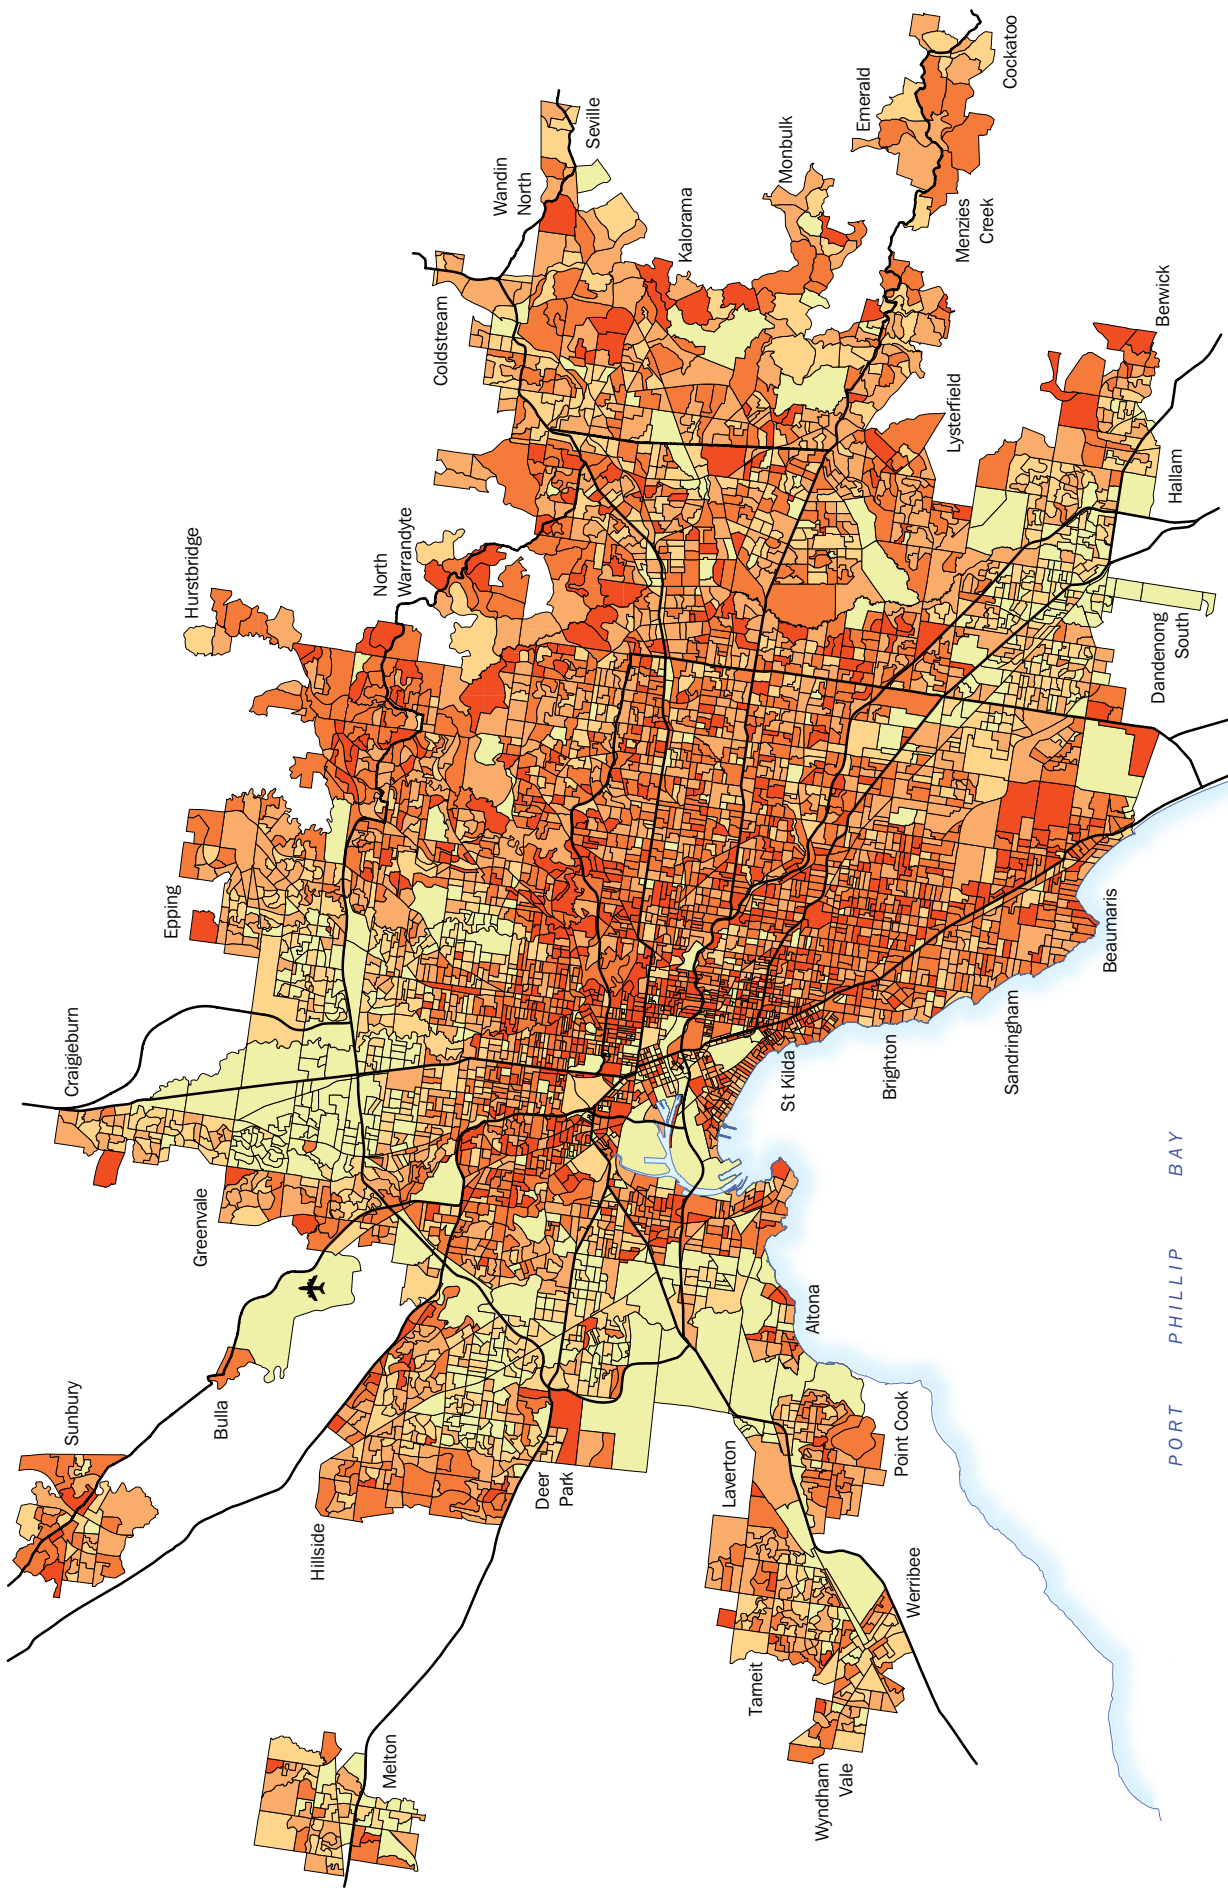 Sunbury
Craigieburn
Epping
Hurstbridge
Greenvale
Bulla
Hillside
North
Warrandyte
Melton
Coldstream
Wandin
North
Deer
Park
Seville
Kalorama
Laverton
Tarneit
Monbulk
St Kilda
Altona
Wyndham
Vale
Emerald
Brighton
Point Cook
Werribee
Lysterfield
Menzies
Creek
Cockatoo
Sandringham
Beaumaris
Dandenong
South
Berwick
Hallam
PORT PHILLIP BAY